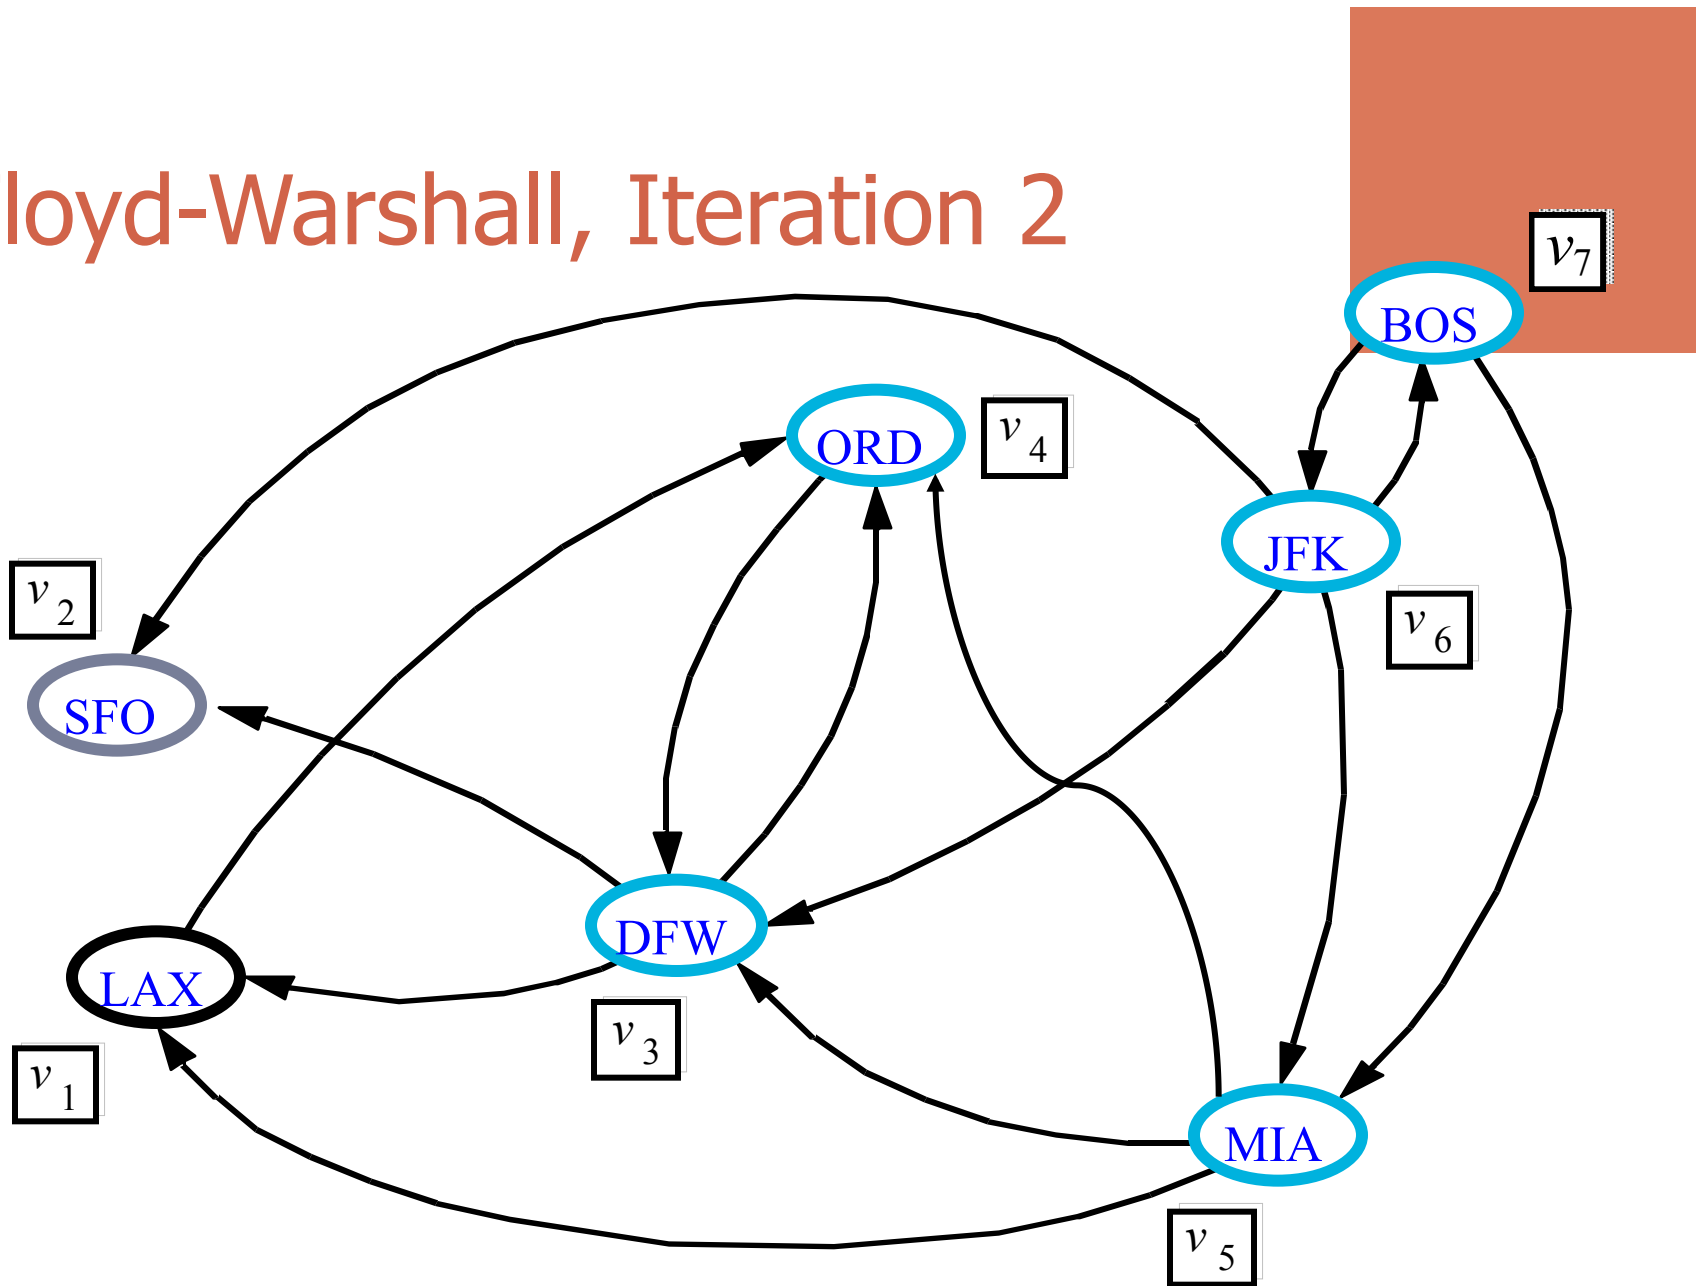 loyd-Warshall, Iteration 2
v7
BOS
ORD
v4
JFK
v2
v6
SFO
DFW
LAX
v3
v1
MIA
v5